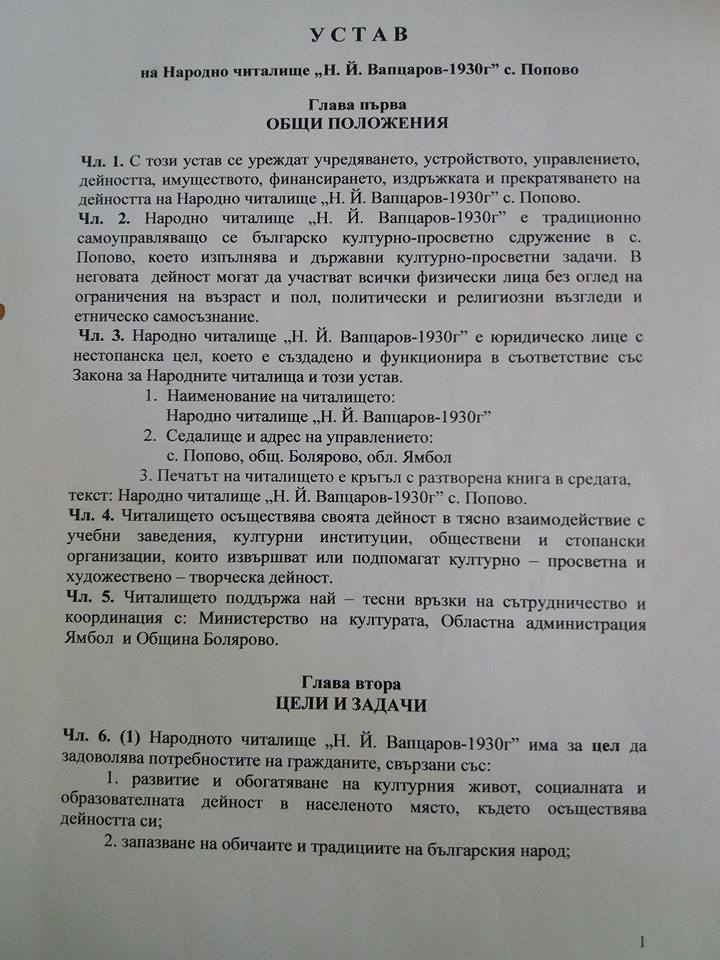 У С Т А В
на Народно читалище „Н. Й. Вапцаров-1930г” с. Попово
Глава първа
ОБЩИ ПОЛОЖЕНИЯ
Чл. 1. С този устав се уреждат учредяването, устройството, управлението,
дейността, имуществото, финансирането, издръжката и прекратяването на
дейността на Народно читалище „Н. Й. Вапцаров-1930г” с. Попово.
Чл. 2. Народно читалище „Н. Й. Вапцаров-1930г” е традиционно
самоуправляващо се българско културно-просветно сдружение в с.
Попово, което изпълнява и държавни културно-просветни задачи. В
неговата дейност могат да участват всички физически лица без оглед на
ограничения на възраст и пол, политически и религиозни възгледи и
етническо самосъзнание.
Чл. 3. Народно читалище „Н. Й. Вапцаров-1930г” е юридическо лице с
нестопанска цел, което е създадено и функционира в съответствие със
Закона за Народните читалища и този устав.
1. Наименование на читалището:
Народно читалище „Н. Й. Вапцаров-1930г”
2. Седалище и адрес на управлението:
с. Попово, общ. Болярово, обл. Ямбол
3. Печатът на читалището е кръгъл с разтворена книга в средата,
текст: Народно читалище „Н. Й. Вапцаров-1930г” с. Попово.
Чл. 4. Читалището осъществява своята дейност в тясно взаимодействие с
учебни заведения, културни институции, обществени и стопански
организации, които извършват или подпомагат културно – просветна и
художествено – творческа дейност.
Чл. 5. Читалището поддържа най – тесни връзки на сътрудничество и
координация с: Министерство на културата, Областна администрация
Ямбол и Община Болярово.
Глава втора
ЦЕЛИ И ЗАДАЧИ
Чл. 6. (1) Народното читалище „Н. Й. Вапцаров-1930г” има за цел да
задоволява потребностите на гражданите, свързани със:
1. развитие и обогатяване на културния живот, социалната и
образователната дейност в населеното място, където осъществява
дейността си;
2. запазване на обичаите и традициите на българския народ;
1